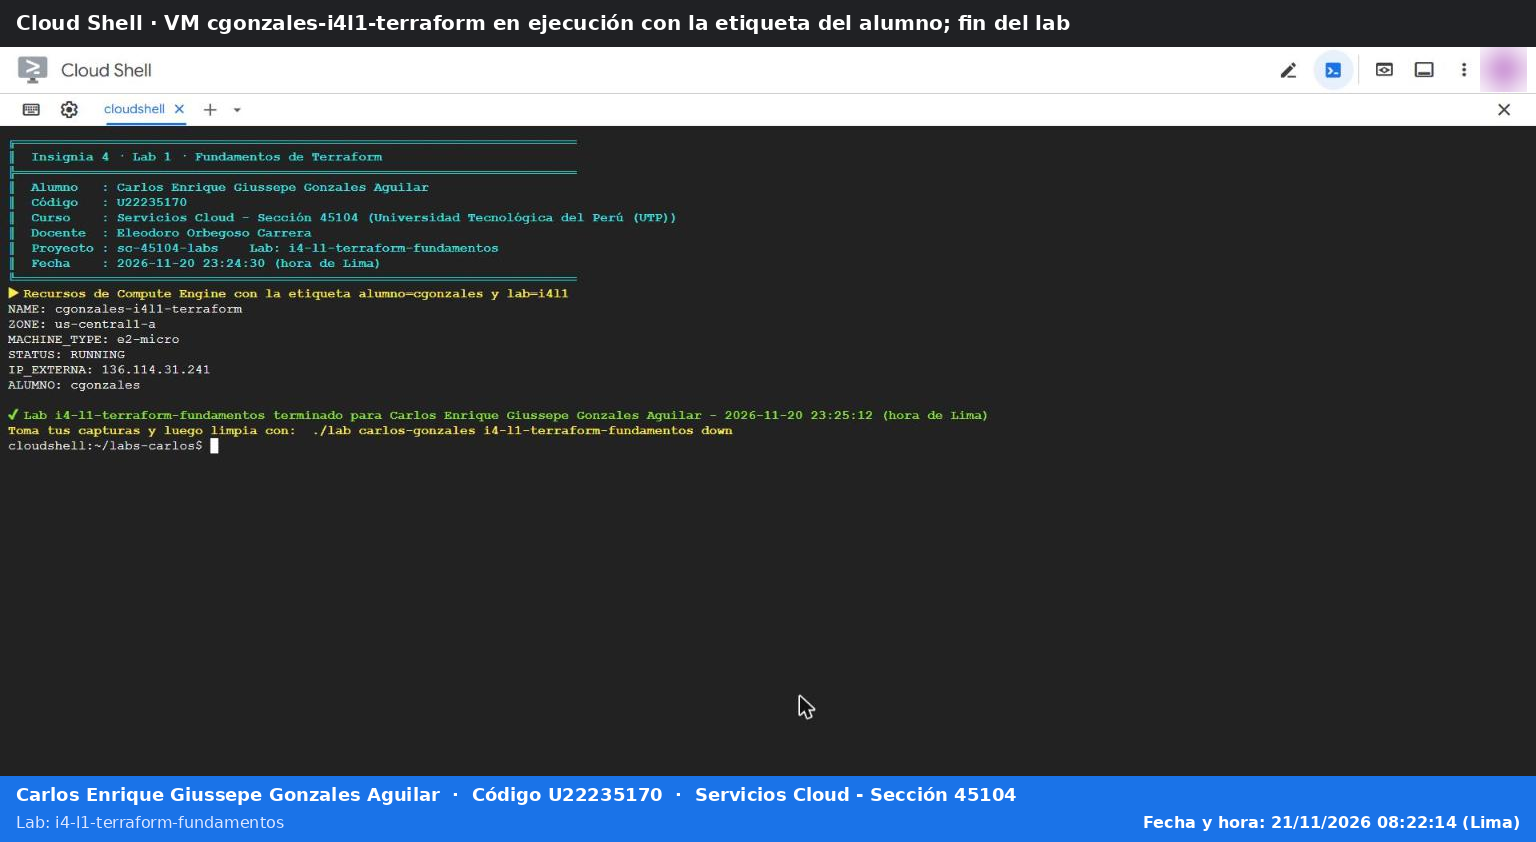 Cloud Shell · VM cgonzales-i4l1-terraform en ejecución con la etiqueta del alumno; fin del lab
Cloud Shell
cloudshell
Insignia 4 · Lab 1 · Fundamentos de Terraform
Alumno   : Carlos Enrique Giussepe Gonzales Aguilar
Código   : U22235170
Curso    : Servicios Cloud - Sección 45104 (Universidad Tecnológica del Perú (UTP))
Docente  : Eleodoro Orbegoso Carrera
Proyecto : sc-45104-labs    Lab: i4-l1-terraform-fundamentos
Fecha    : 2026-11-20 23:24:30 (hora de Lima)
▶ Recursos de Compute Engine con la etiqueta alumno=cgonzales y lab=i4l1
NAME: cgonzales-i4l1-terraform
ZONE: us-central1-a
MACHINE_TYPE: e2-micro
STATUS: RUNNING
IP_EXTERNA: 136.114.31.241
ALUMNO: cgonzales
✔ Lab i4-l1-terraform-fundamentos terminado para Carlos Enrique Giussepe Gonzales Aguilar - 2026-11-20 23:25:12 (hora de Lima)
Toma tus capturas y luego limpia con:  ./lab carlos-gonzales i4-l1-terraform-fundamentos down
cloudshell:~/labs-carlos$
Carlos Enrique Giussepe Gonzales Aguilar · Código U22235170 · Servicios Cloud - Sección 45104
Lab: i4-l1-terraform-fundamentos
Fecha y hora: 21/11/2026 08:22:14 (Lima)